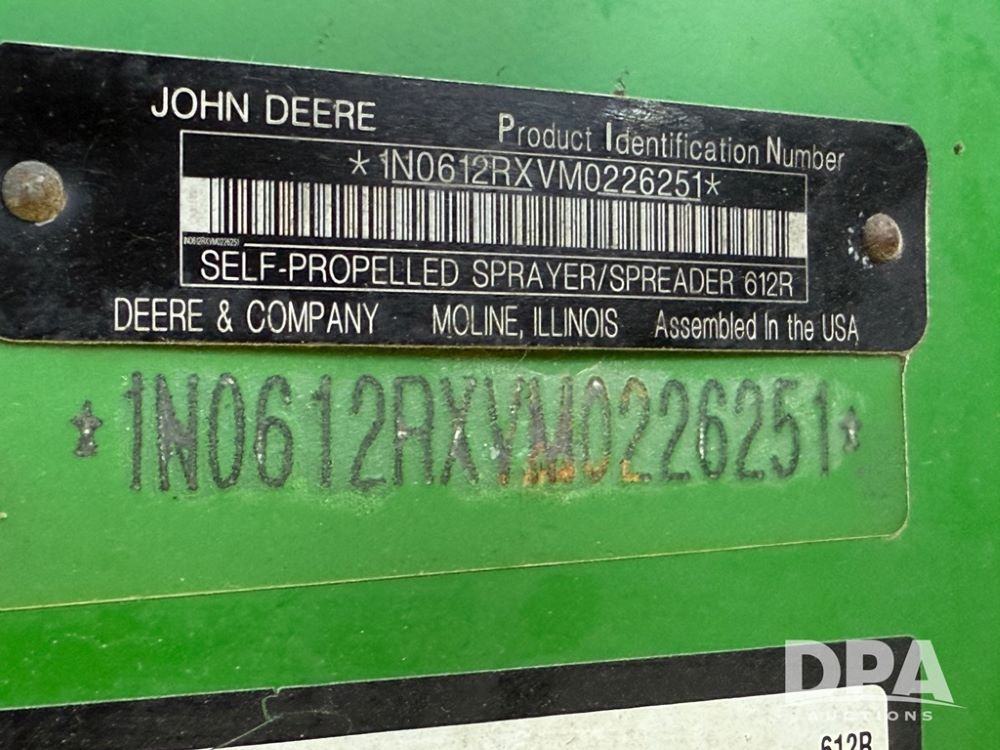 JOHN DEERE
Product Identification Number
*1N0612RXVM0226251*
1N0612RXVM0226251
SELF-PROPELLED SPRAYER/SPREADER 612R
DEERE & COMPANY MOLINE, ILLINOIS Assembled In the USA
*1N0612RXVM0226251*
DPA
AUCTIONS
612R